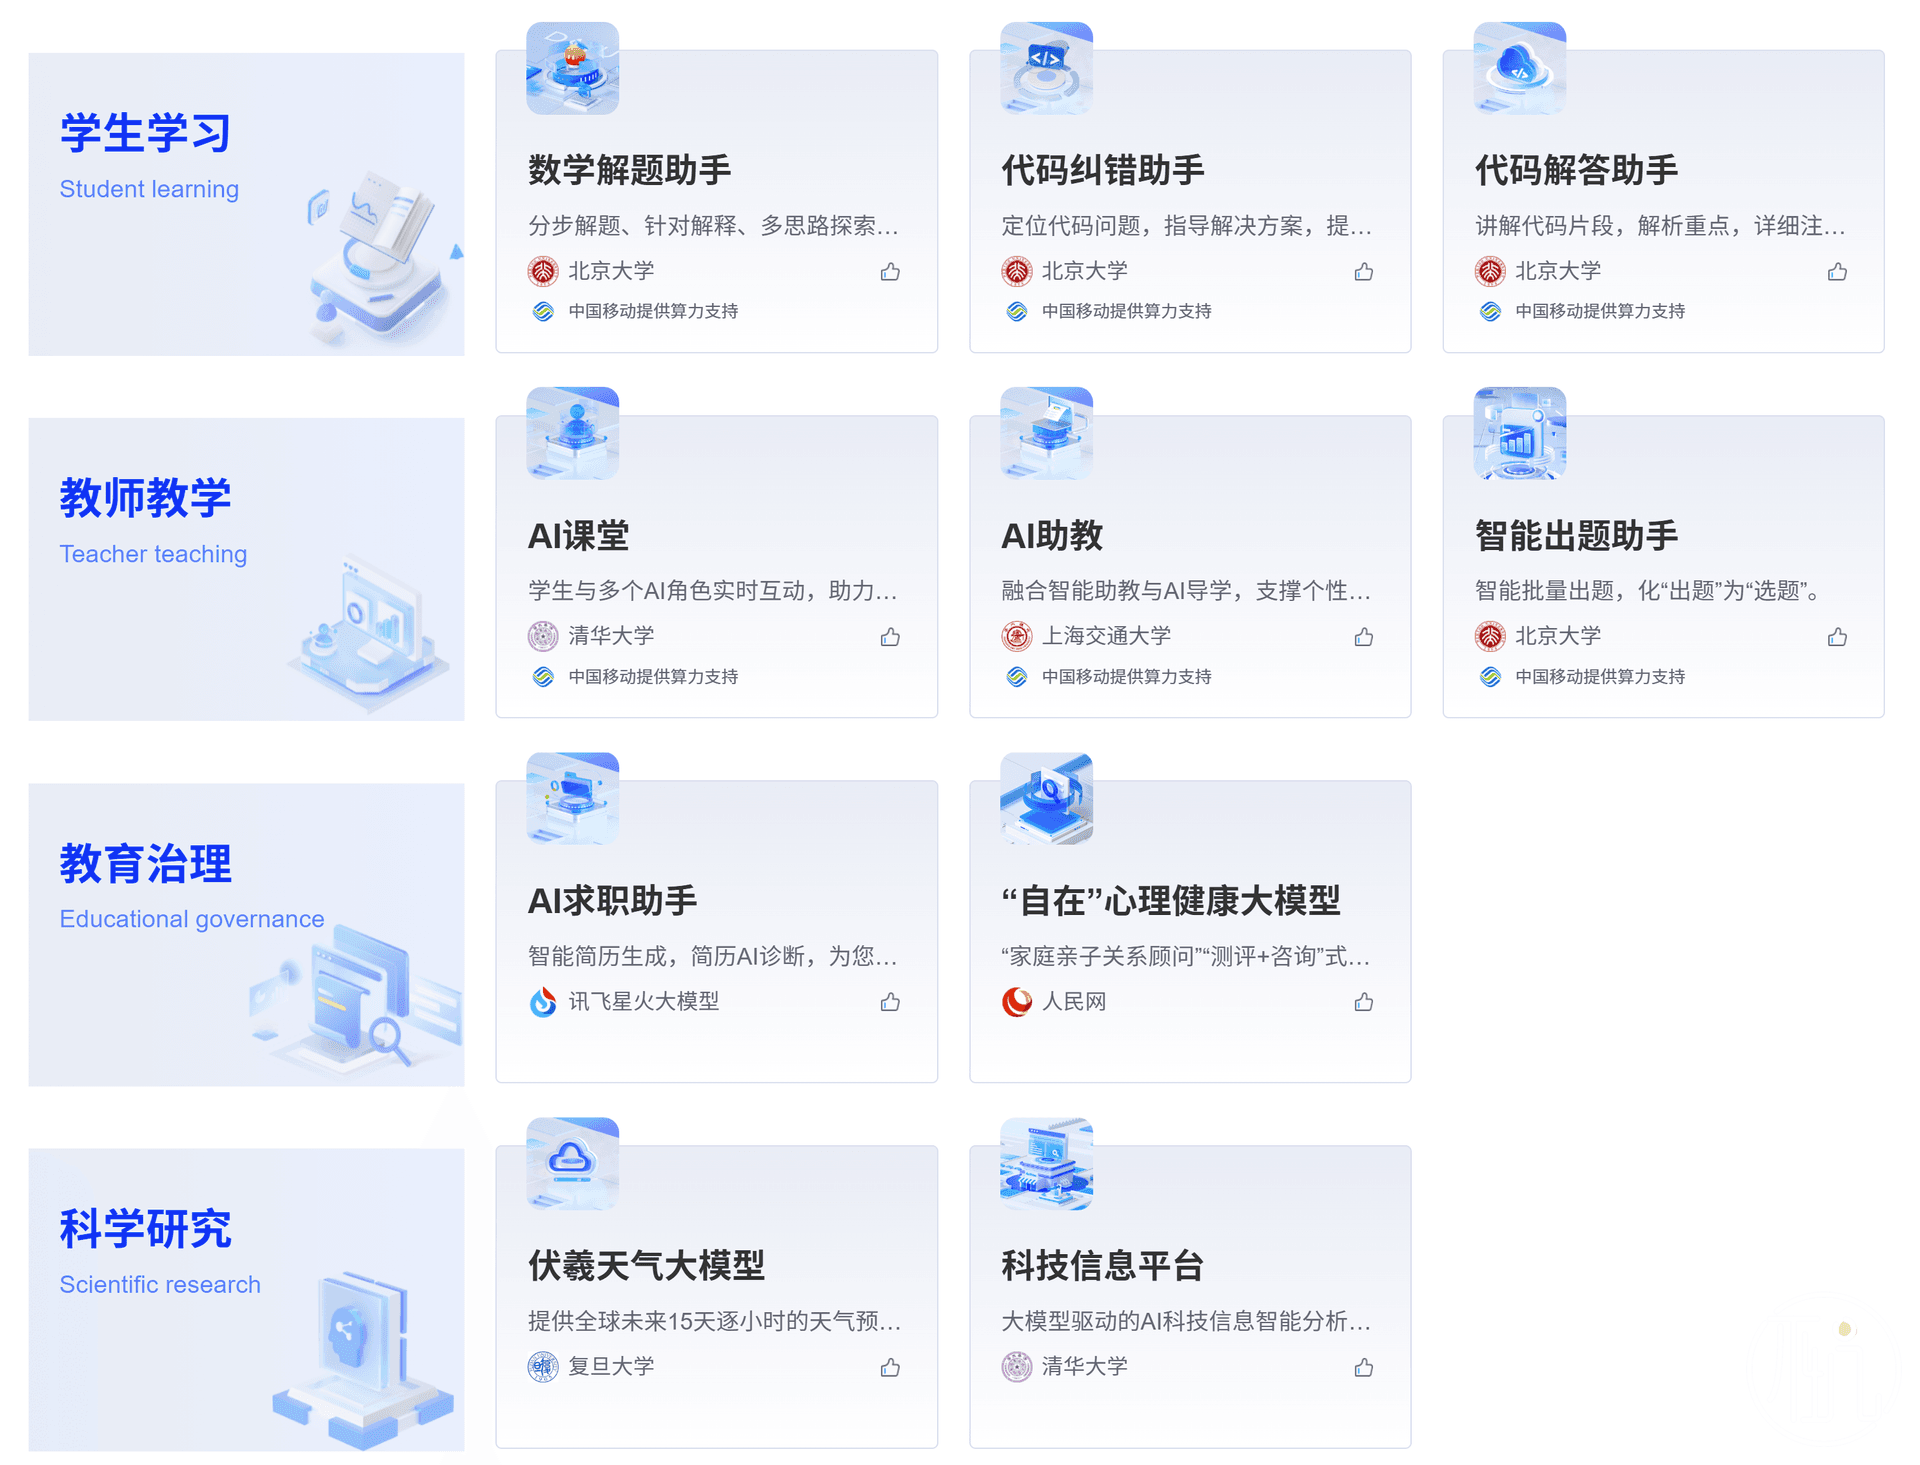 学生学习
Student learning
数学解题助手
分步解题、针对解释、多思路探索...
北京大学
中国移动提供算力支持
代码纠错助手
定位代码问题，指导解决方案，提...
北京大学
中国移动提供算力支持
代码解答助手
讲解代码片段，解析重点，详细注...
北京大学
中国移动提供算力支持
教师教学
Teacher teaching
AI课堂
学生与多个AI角色实时互动，助力...
清华大学
中国移动提供算力支持
AI助教
融合智能助教与AI导学，支撑个性...
上海交通大学
中国移动提供算力支持
智能出题助手
智能批量出题，化“出题”为“选题”。
北京大学
中国移动提供算力支持
教育治理
Educational governance
AI求职助手
智能简历生成，简历AI诊断，为您...
讯飞星火大模型
“自在”心理健康大模型
“家庭亲子关系顾问”“测评+咨询”式...
人民网
科学研究
Scientific research
伏羲天气大模型
提供全球未来15天逐小时的天气预...
复旦大学
科技信息平台
大模型驱动的AI科技信息智能分析...
清华大学